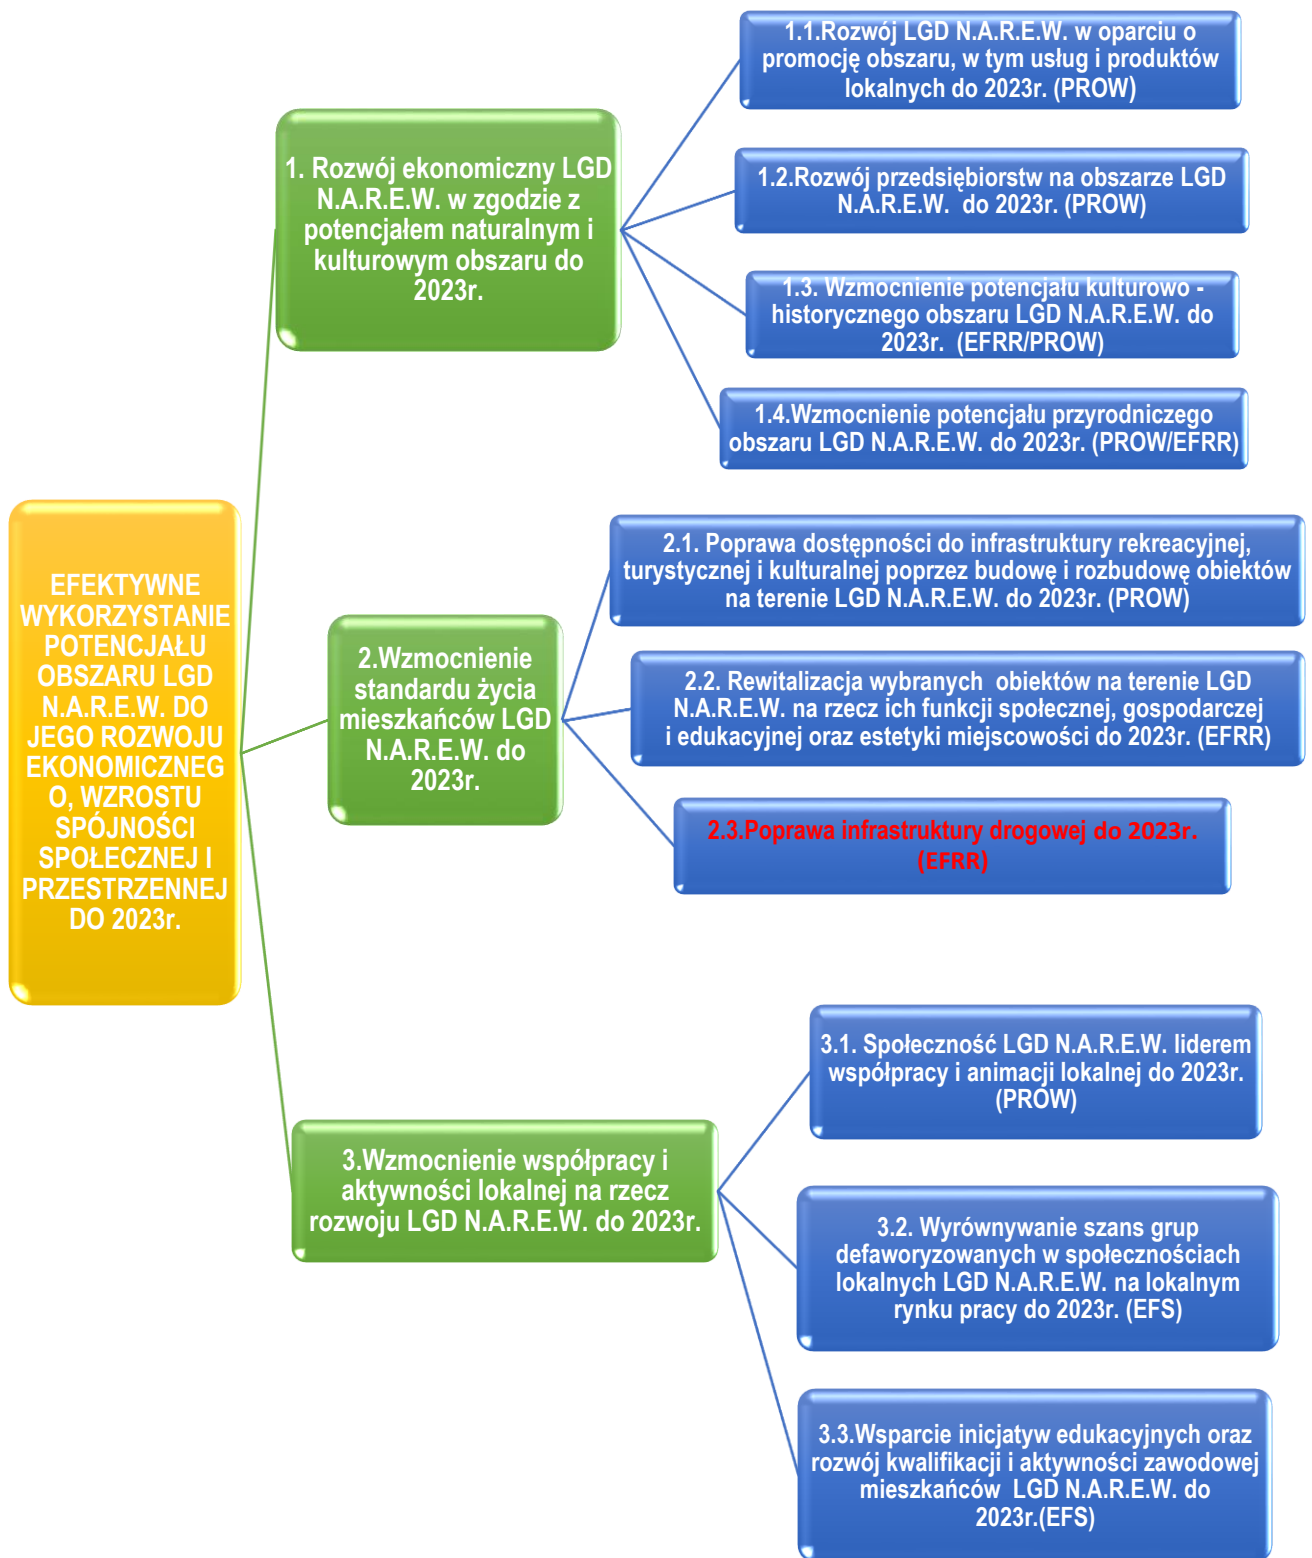 EFEKTYWNE
WYKORZYSTANIE
POTENCJAŁU
OBSZARU LGD
N.A.R.E.W. DO
JEGO ROZWOJU
EKONOMICZNEG
O, WZROSTU
SPÓJNOŚCI
SPOŁECZNEJ I
PRZESTRZENNEJ
DO 2023r.
1. Rozwój ekonomiczny LGD
N.A.R.E.W. w zgodzie z
potencjałem naturalnym i
kulturowym obszaru do
2023r.
1.1.Rozwój LGD N.A.R.E.W. w oparciu o
promocję obszaru, w tym usług i produktów
lokalnych do 2023r. (PROW)
1.2.Rozwój przedsiębiorstw na obszarze LGD
N.A.R.E.W. do 2023r. (PROW)
1.3. Wzmocnienie potencjału kulturowo -
historycznego obszaru LGD N.A.R.E.W. do
2023r. (EFRR/PROW)
1.4.Wzmocnienie potencjału przyrodniczego
obszaru LGD N.A.R.E.W. do 2023r. (PROW/EFRR)
2.Wzmocnienie
standardu życia
mieszkańców LGD
N.A.R.E.W. do
2023r.
2.1. Poprawa dostępności do infrastruktury rekreacyjnej,
turystycznej i kulturalnej poprzez budowę i rozbudowę obiektów
na terenie LGD N.A.R.E.W. do 2023r. (PROW)
2.2. Rewitalizacja wybranych obiektów na terenie LGD
N.A.R.E.W. na rzecz ich funkcji społecznej, gospodarczej
i edukacyjnej oraz estetyki miejscowości do 2023r. (EFRR)
2.3.Poprawa infrastruktury drogowej do 2023r.
(EFRR)
3.Wzmocnienie współpracy i
aktywności lokalnej na rzecz
rozwoju LGD N.A.R.E.W. do 2023r.
3.1. Społeczność LGD N.A.R.E.W. liderem
współpracy i animacji lokalnej do 2023r.
(PROW)
3.2. Wyrównywanie szans grup
defaworyzowanych w społecznościach
lokalnych LGD N.A.R.E.W. na lokalnym
rynku pracy do 2023r. (EFS)
3.3.Wsparcie inicjatyw edukacyjnych oraz
rozwój kwalifikacji i aktywności zawodowej
mieszkańców LGD N.A.R.E.W. do
2023r.(EFS)